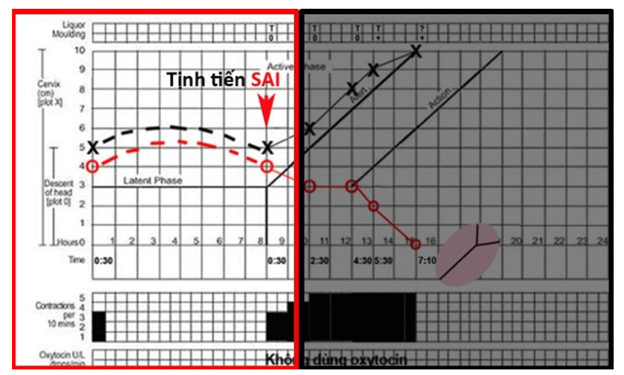 Liquor
Moulding
T T T T ?
0 0 0 + +
10
9
8
7
6
5
4
3
2
1
Cervix
(cm)
[plot X]
Descent
of head
[plot 0]
Tịnh tiến SAI
Active Phase
Alert
Action
Latent Phase
Hours 0 1 2 3 4 5 6 7 8 9 10 11 12 13 14 15 16 20 21 22 23 24
Time 0:30 0:30 2:30 4:30 5:30 7:10
Contractions
per
10 mins
5
4
3
2
1
Oxytocin U/L
drops/min
Không dùng oxytocin